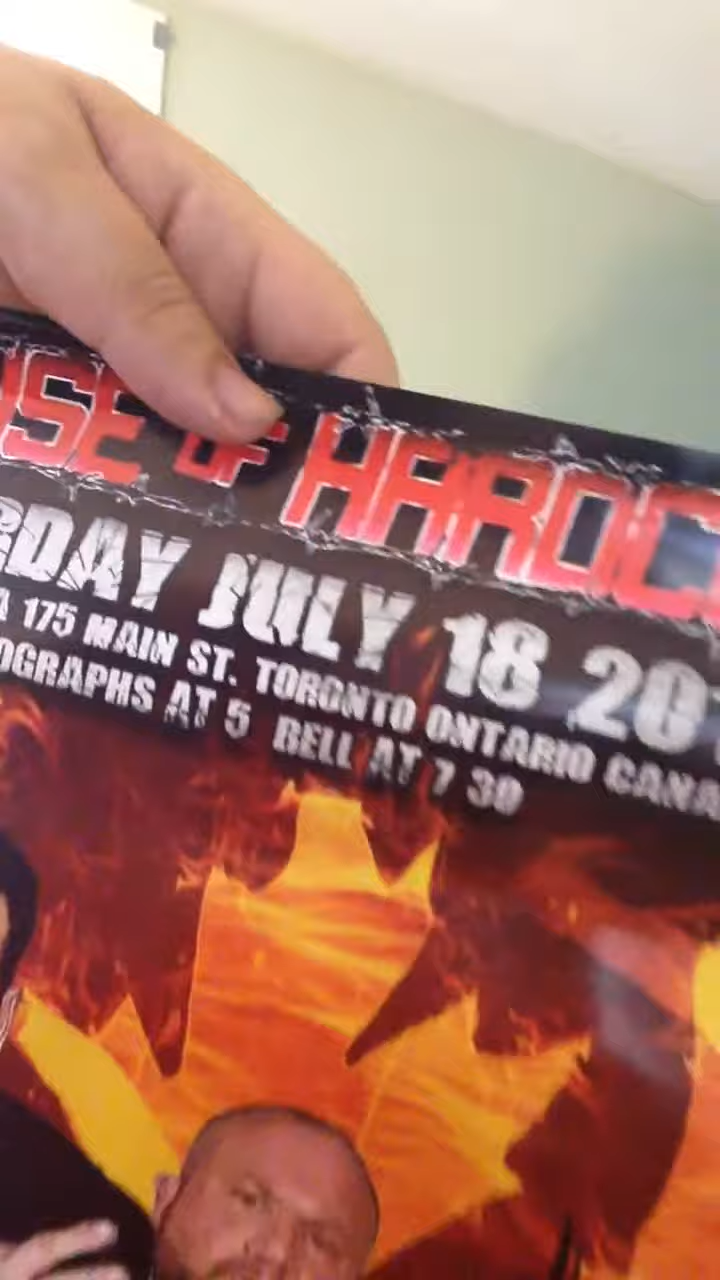 USE OF HARDC
RDAY JULY 18 20
A 175 MAIN ST. TORONTO ONTARIO CANA
OGRAPHS AT 5 BELL AT 7 30